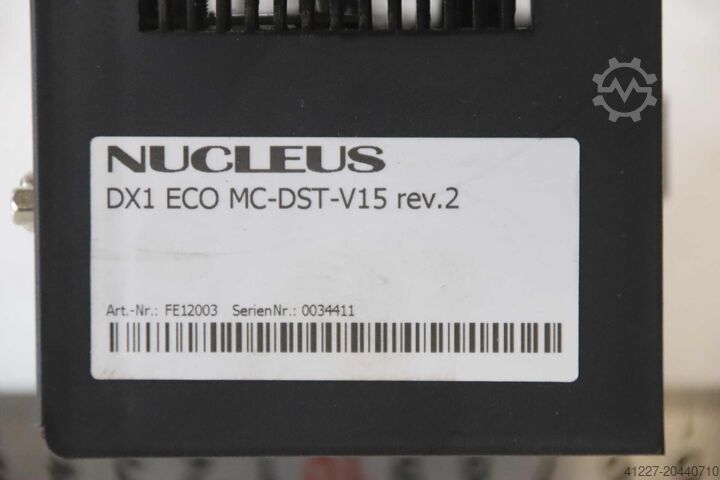 NUCLEUS
DX1 ECO MC-DST-V15 rev.2
Art.-Nr.: FE12003 SerienNr.: 0034411
41227-20440710